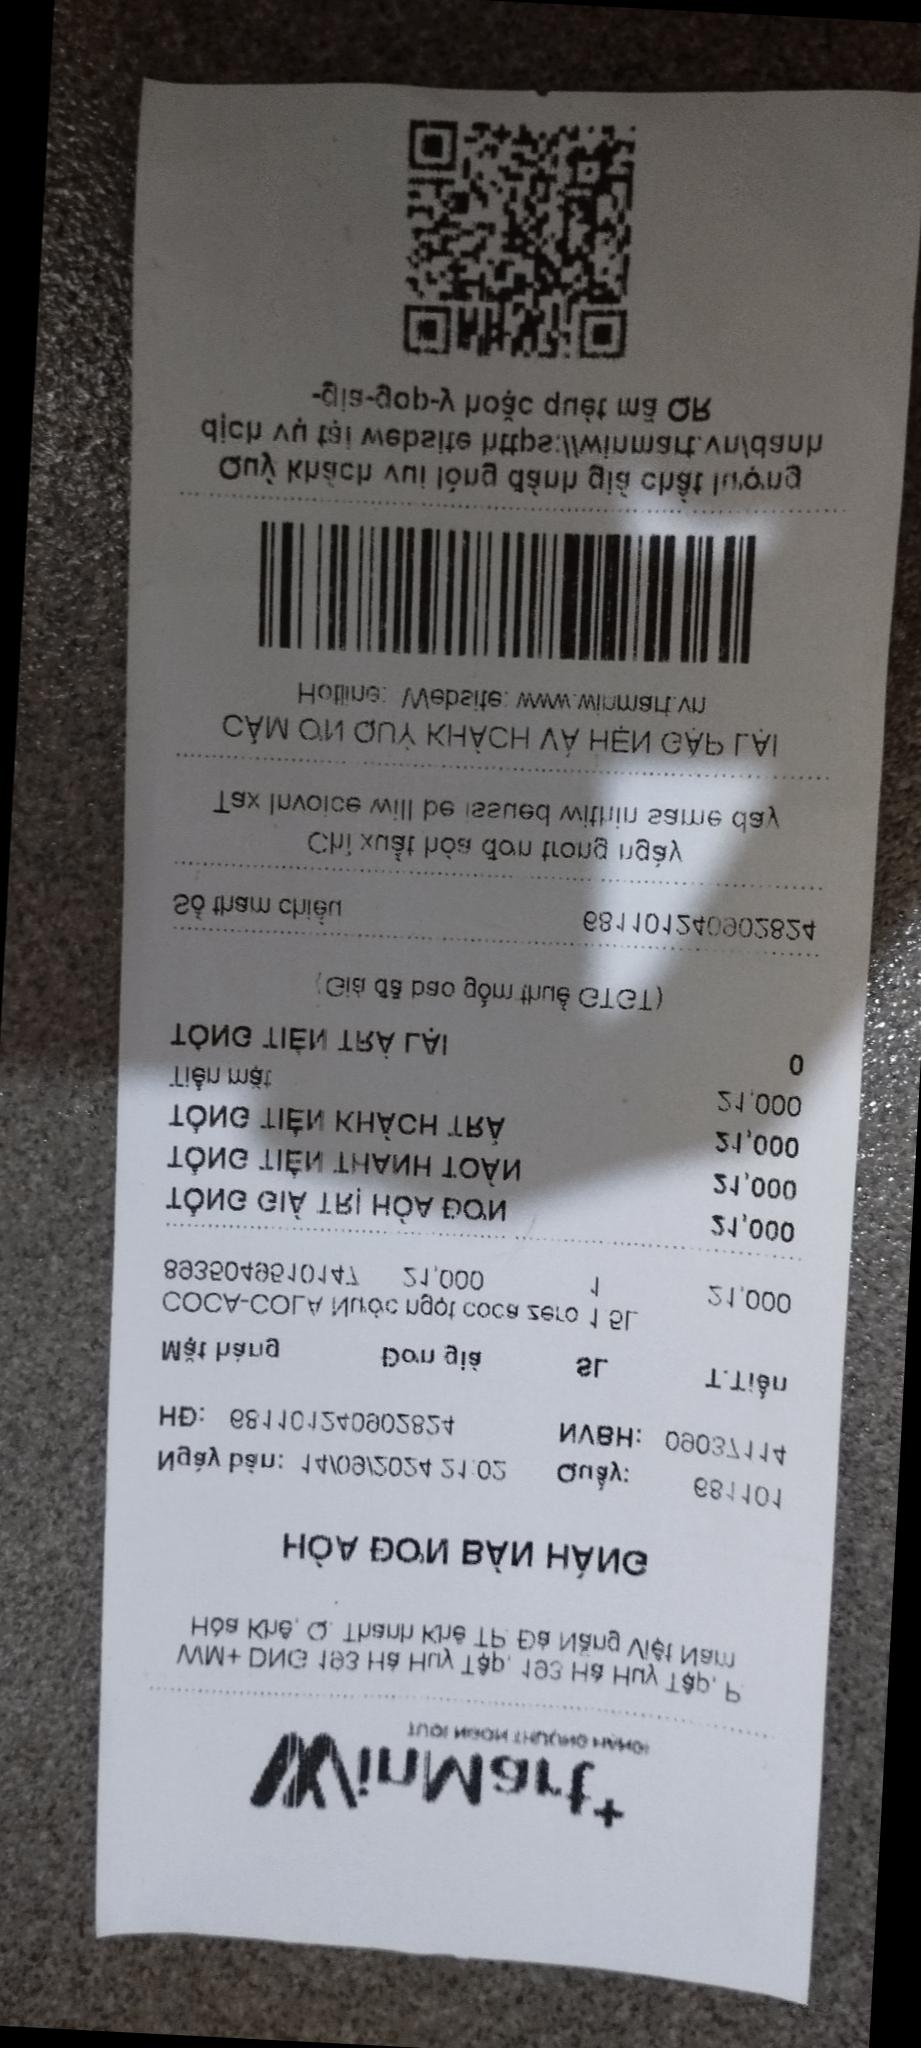 WinMart+
TƯƠI NGON THƯỢNG HẠNG!
WM+ DNG 193 Hà Huy Tập, 193 Hà Huy Tập, P.
Hòa Khê, Q. Thanh Khê TP. Đà Nẵng Việt Nam
HÓA ĐƠN BÁN HÀNG
Ngày bán: 14/09/2024 21:02 Quầy: 681101
HĐ: 681101240902824 NVBH: 09037114
Mặt hàng Đơn giá SL T.Tiền
COCA-COLA Nước ngọt coca zero 1.5L
8935049510147 21,000 1 21,000
TỔNG GIÁ TRỊ HÓA ĐƠN 21,000
TỔNG TIỀN THANH TOÁN 21,000
TỔNG TIỀN KHÁCH TRẢ 21,000
Tiền mặt 21,000
TỔNG TIỀN TRẢ LẠI 0
(Giá đã bao gồm thuế GTGT)
Số tham chiếu 681101240902824
Chỉ xuất hóa đơn trong ngày
Tax Invoice will be issued within same day
CẢM ƠN QUÝ KHÁCH VÀ HẸN GẶP LẠI
Hotline: Website: www.winmart.vn
Quý khách vui lòng đánh giá chất lượng
dịch vụ tại website https://winmart.vn/danh
-gia-gop-y hoặc quét mã QR